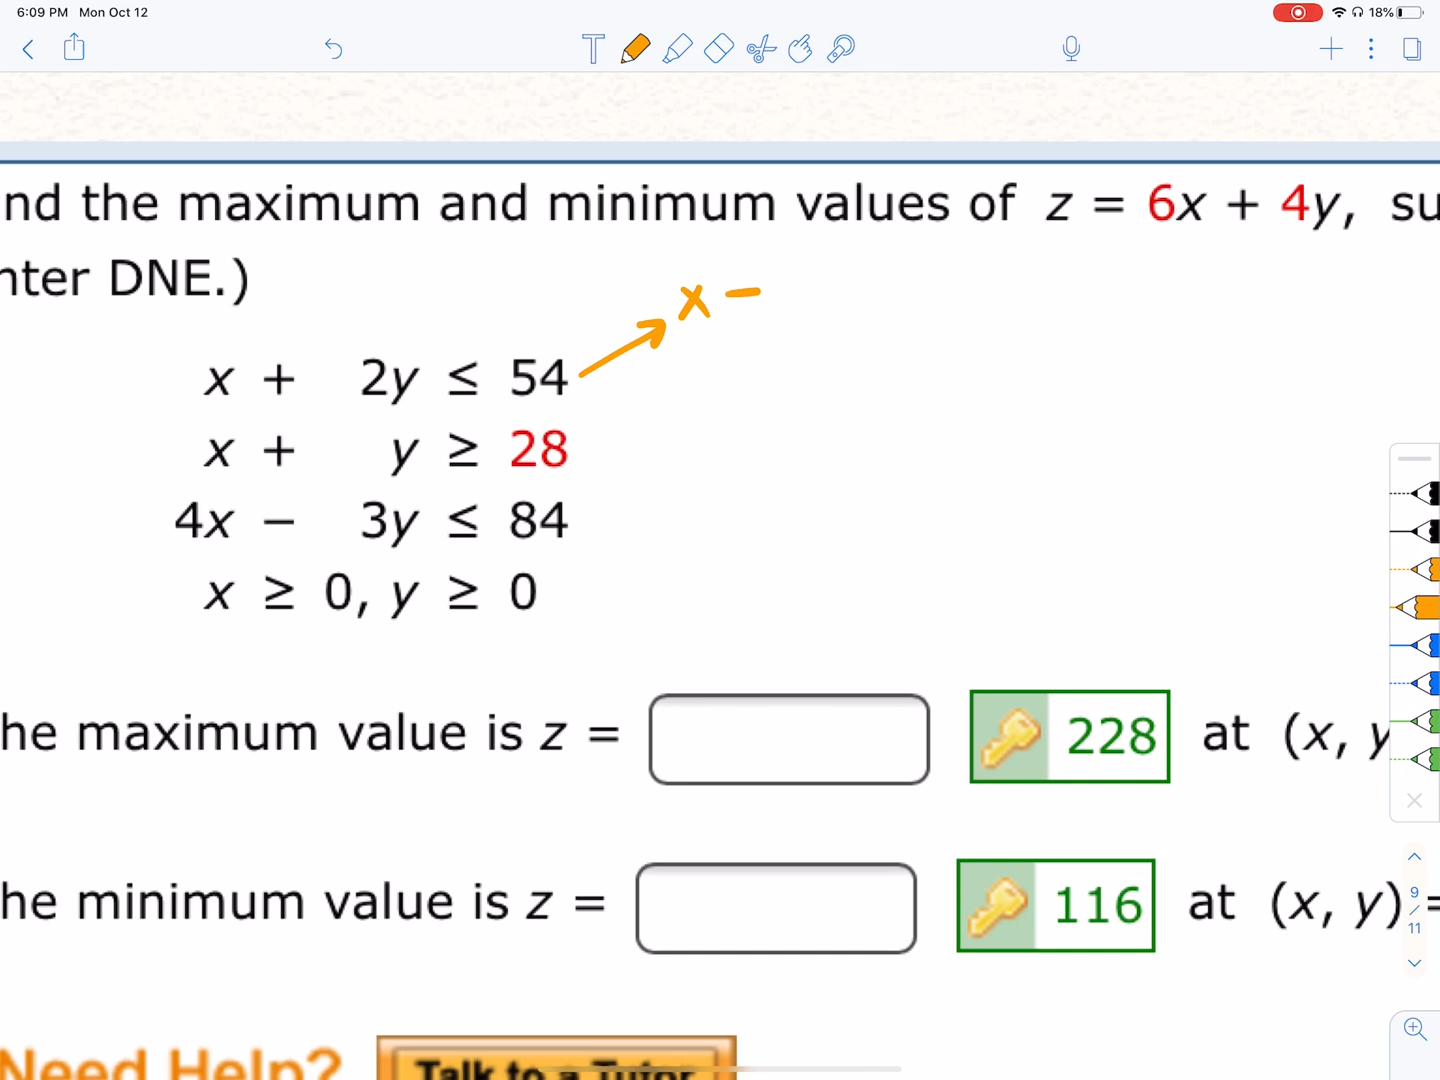 6:09 PM Mon Oct 12
18%
nd the maximum and minimum values of z = 6x + 4y, su
nter DNE.)
x -
x + 2y ≤ 54
x + y ≥ 28
4x − 3y ≤ 84
x ≥ 0, y ≥ 0
he maximum value is z = 228 at (x, y
he minimum value is z = 116 at (x, y) =
9 / 11
Need Help? Talk to a Tutor